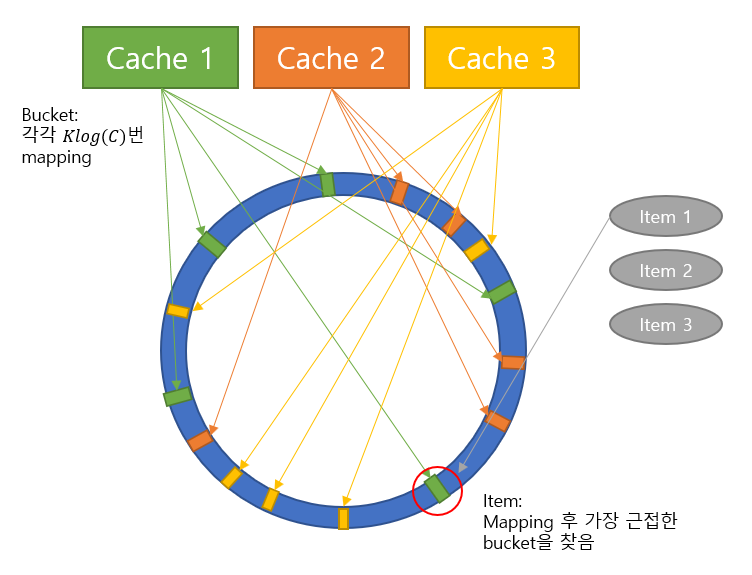 Cache 1
Cache 2
Cache 3
Bucket:
각각 Klog(C)번
mapping
Item 1
Item 2
Item 3
Item:
Mapping 후 가장 근접한
bucket을 찾음